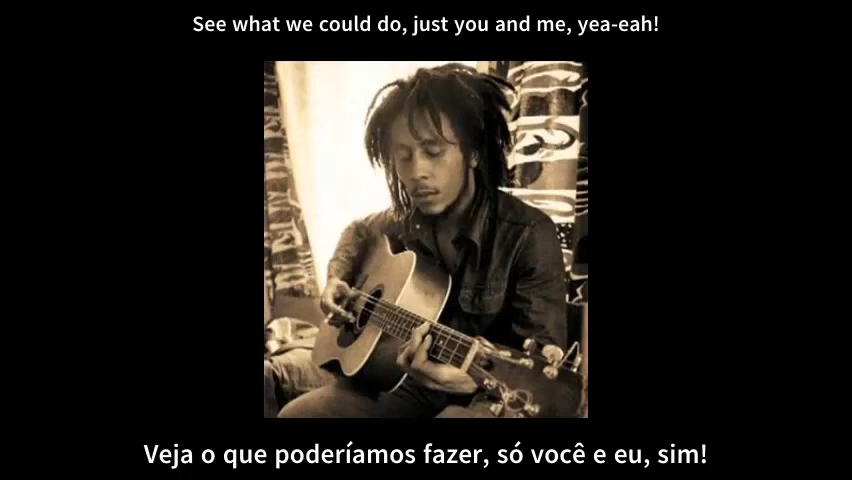 See what we could do, just you and me, yea-eah!
Veja o que poderíamos fazer, só você e eu, sim!